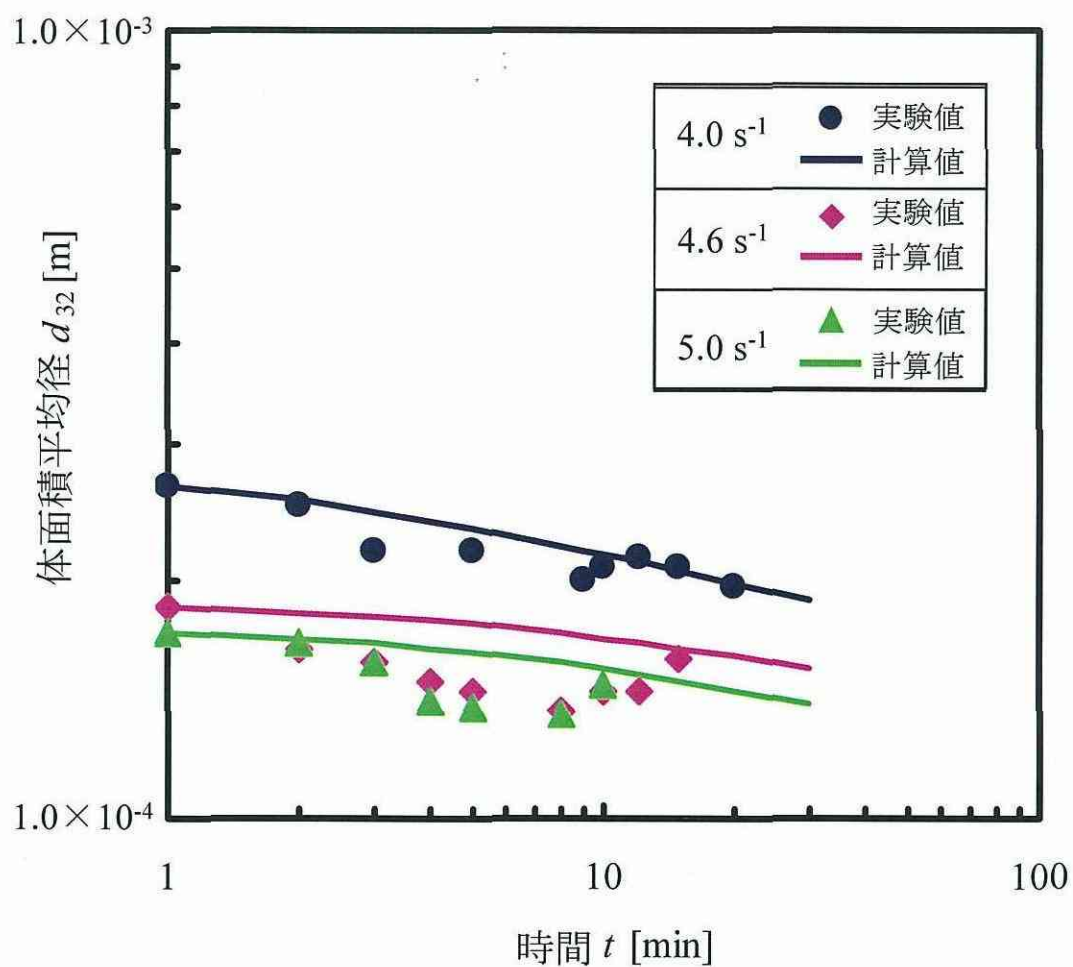 1.0×10⁻³
4.0 s⁻¹
実験値
計算値
4.6 s⁻¹
実験値
計算値
5.0 s⁻¹
実験値
計算値
体面積平均径 d₃₂ [m]
1.0×10⁻⁴
1
10
100
時間 t [min]